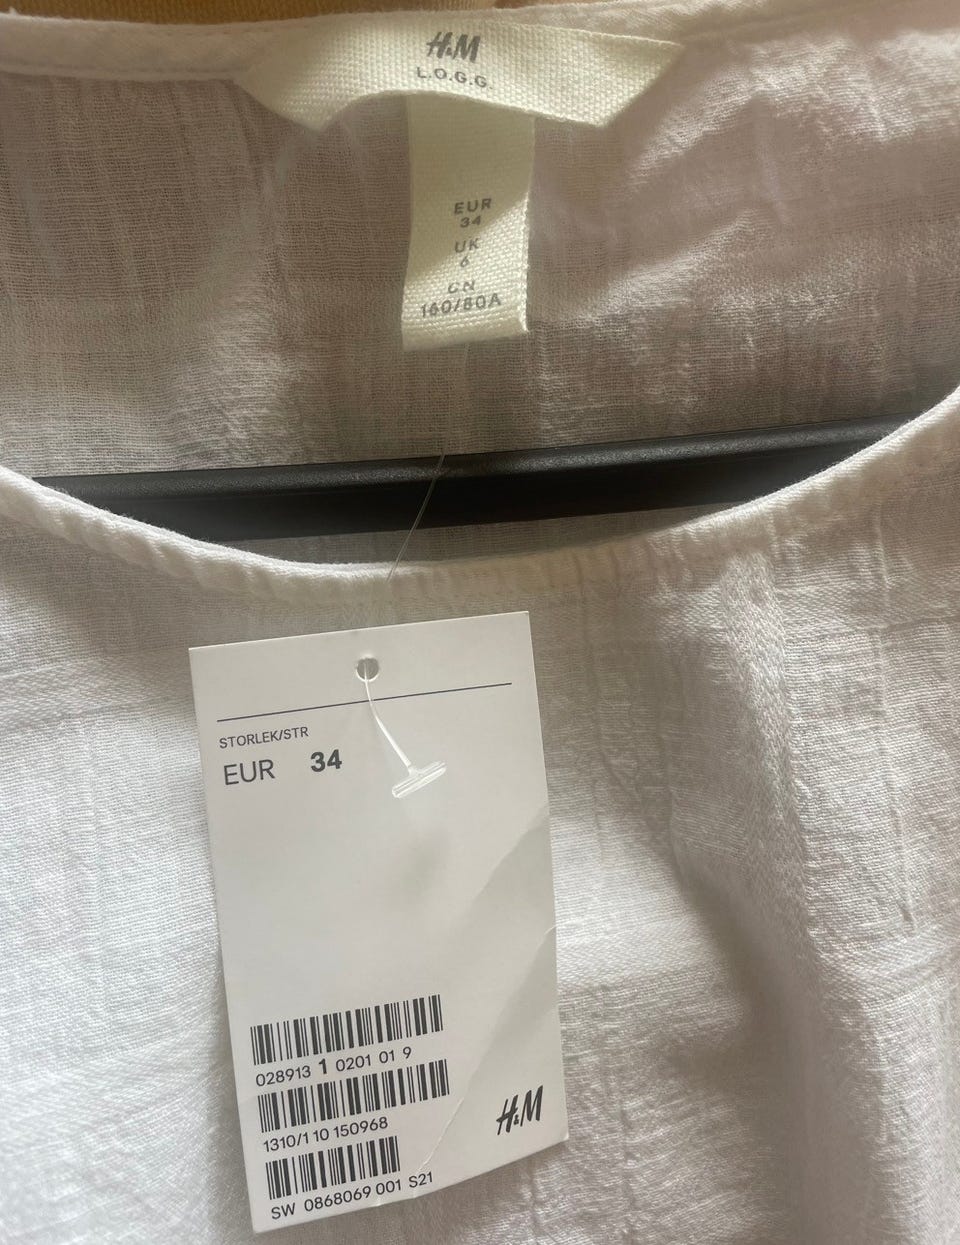 H&M
L.O.G.G.
EUR
34
UK
6
CN
160/80A
STORLEK/STR
EUR 34
028913 1 0201 01 9
1310/1 10 150968
SW 0868069 001 S21
H&M